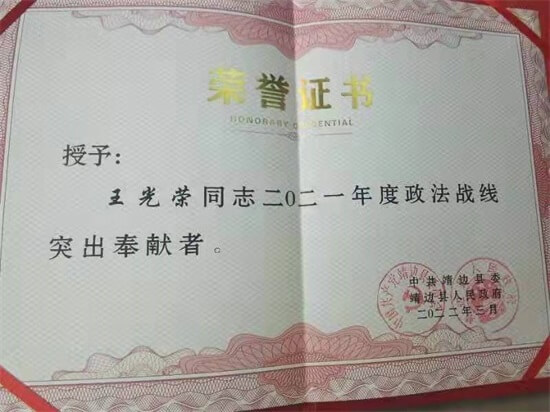 荣誉证书
HONORARY CREDENTIAL
授予：
王光荣同志二〇二一年度政法战线
突出奉献者。
中共靖边县委
靖边县人民政府
二〇二二年三月